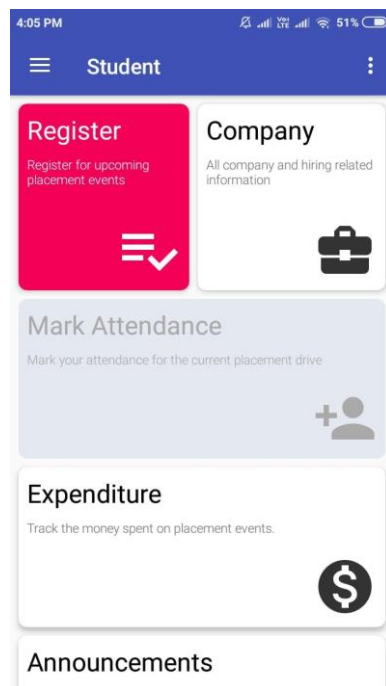 4:05 PM VoLTE 51%
Student
Register
Register for upcoming
placement events
Company
All company and hiring related
information
Mark Attendance
Mark your attendance for the current placement drive
Expenditure
Track the money spent on placement events.
$
Announcements